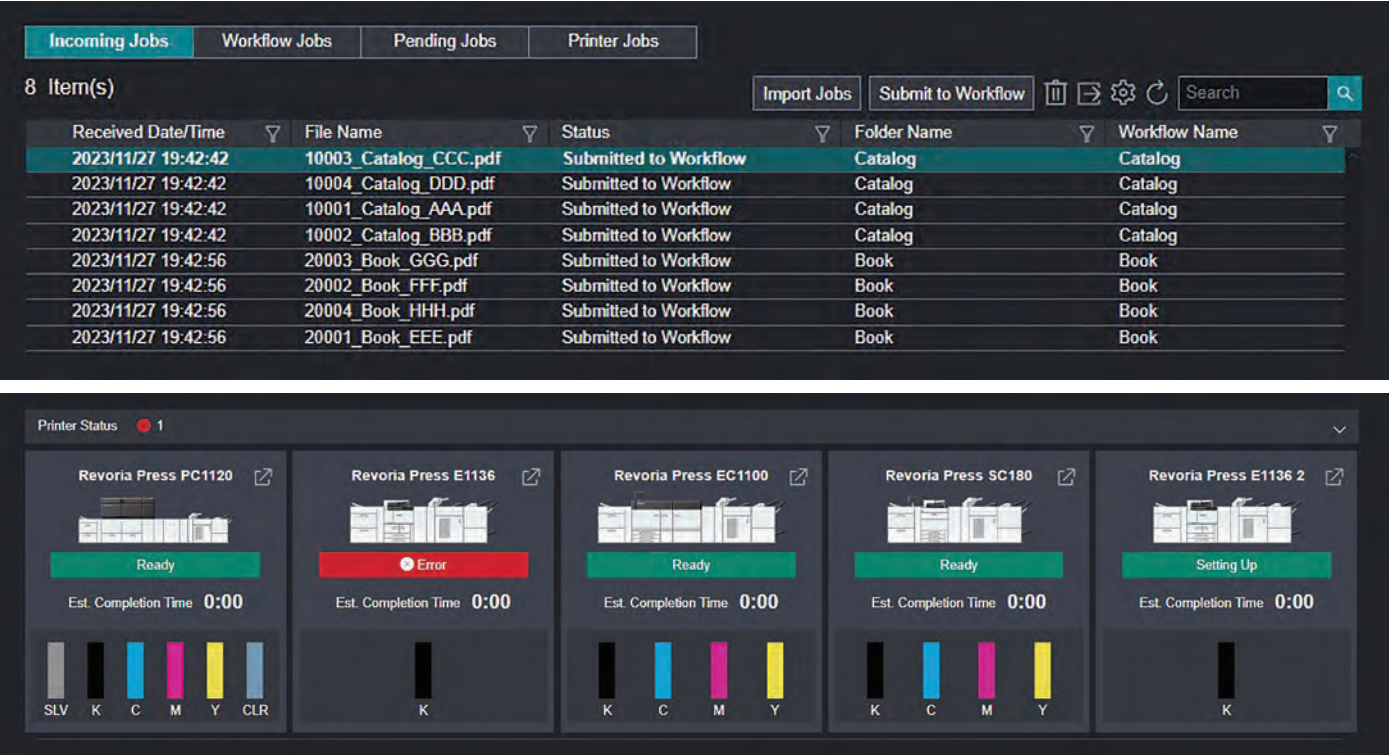 Incoming Jobs Workflow Jobs Pending Jobs Printer Jobs
8 Item(s)
Import Jobs Submit to Workflow Search
Received Date/Time File Name Status Folder Name Workflow Name
2023/11/27 19:42:42 10003_Catalog_CCC.pdf Submitted to Workflow Catalog Catalog
2023/11/27 19:42:42 10004_Catalog_DDD.pdf Submitted to Workflow Catalog Catalog
2023/11/27 19:42:42 10001_Catalog_AAA.pdf Submitted to Workflow Catalog Catalog
2023/11/27 19:42:42 10002_Catalog_BBB.pdf Submitted to Workflow Catalog Catalog
2023/11/27 19:42:56 20003_Book_GGG.pdf Submitted to Workflow Book Book
2023/11/27 19:42:56 20002_Book_FFF.pdf Submitted to Workflow Book Book
2023/11/27 19:42:56 20004_Book_HHH.pdf Submitted to Workflow Book Book
2023/11/27 19:42:56 20001_Book_EEE.pdf Submitted to Workflow Book Book
Printer Status 1
Revoria Press PC1120 Revoria Press E1136 Revoria Press EC1100 Revoria Press SC180 Revoria Press E1136 2
Ready Error Ready Ready Setting Up
Est. Completion Time 0:00 Est. Completion Time 0:00 Est. Completion Time 0:00 Est. Completion Time 0:00 Est. Completion Time 0:00
SLV K C M Y CLR K K C M Y K C M Y K